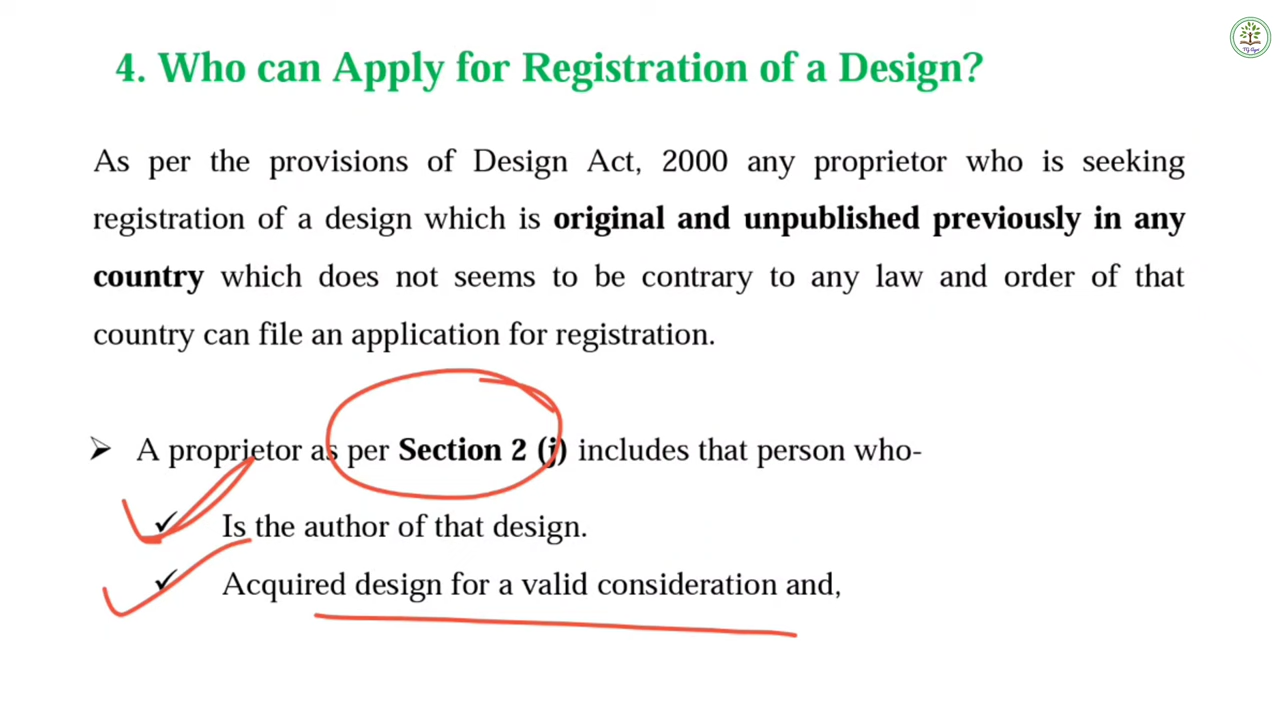 4. Who can Apply for Registration of a Design?
As per the provisions of Design Act, 2000 any proprietor who is seeking
registration of a design which is original and unpublished previously in any
country which does not seems to be contrary to any law and order of that
country can file an application for registration.
➢ A proprietor as per Section 2 (j) includes that person who-
✓ Is the author of that design.
✓ Acquired design for a valid consideration and,